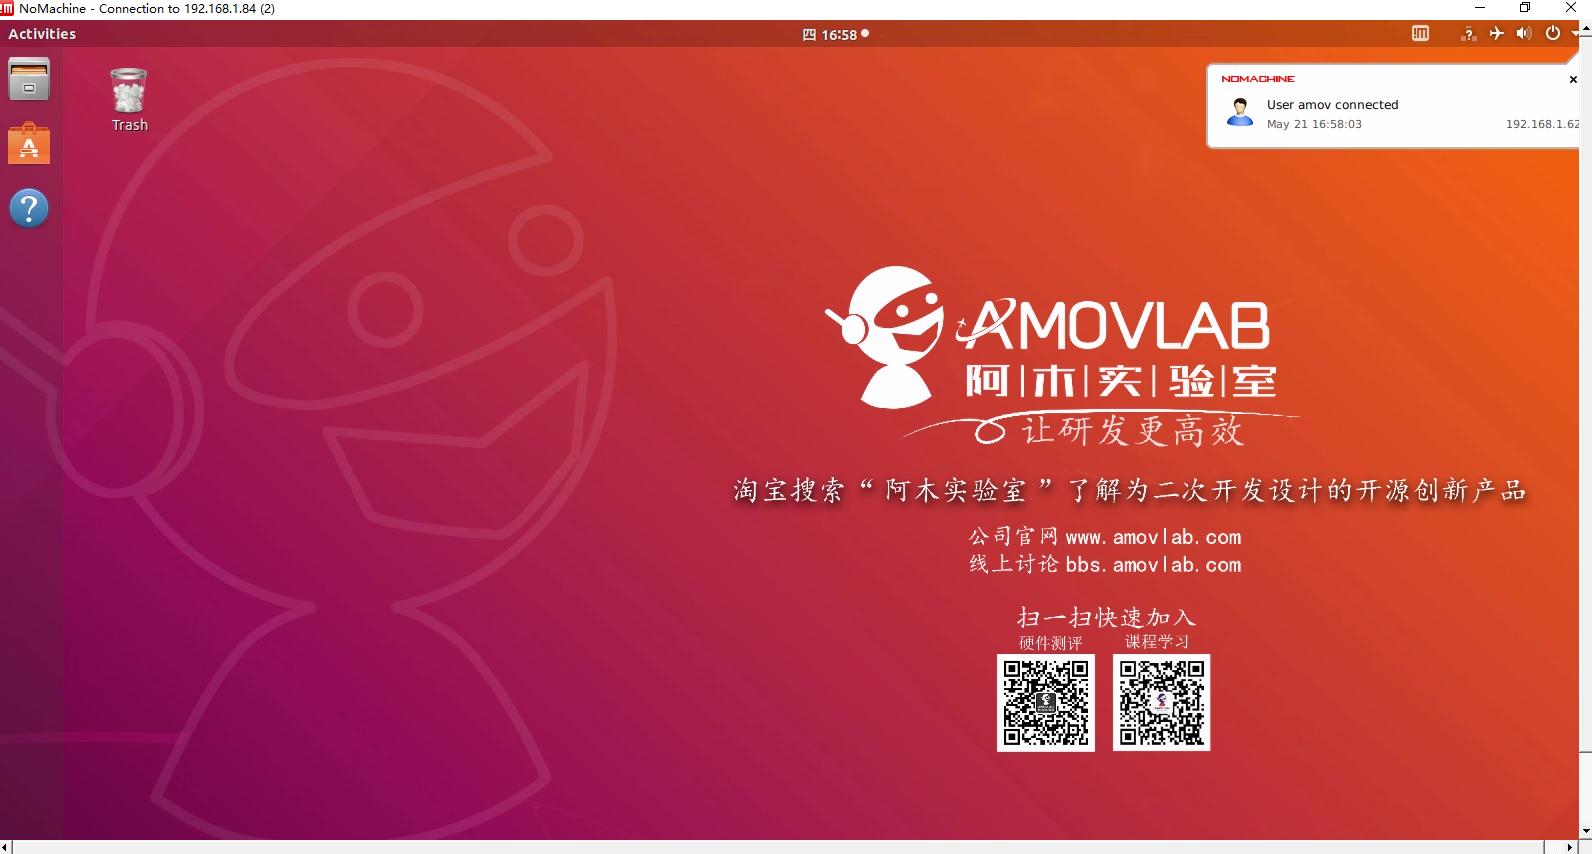 NoMachine - Connection to 192.168.1.84 (2)
Activities
四 16:58
NOMACHINE
User amov connected
May 21 16:58:03
192.168.1.62
Trash
AMOVLAB
阿|木|实|验|室
让研发更高效
淘宝搜索“阿木实验室”了解为二次开发设计的开源创新产品
公司官网 www.amovlab.com
线上讨论 bbs.amovlab.com
扫一扫快速加入
硬件测评
课程学习